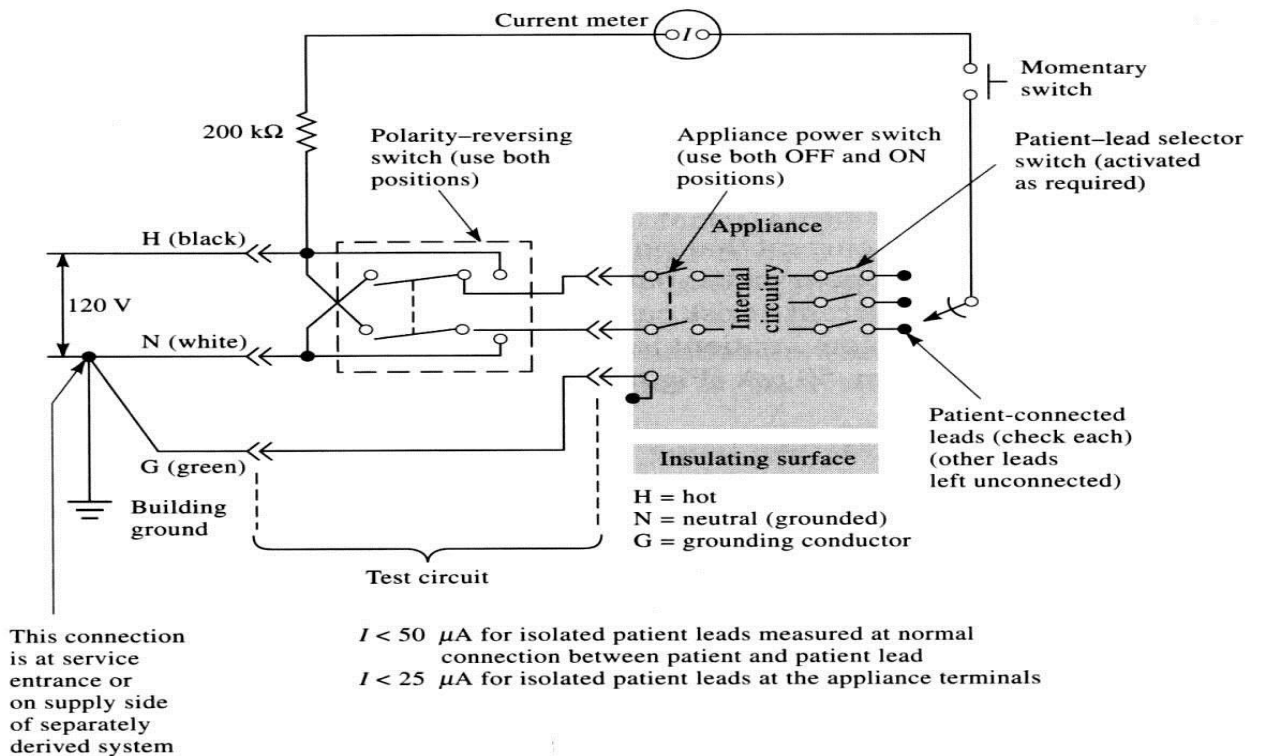 Current meter
I
Momentary
switch
200 kΩ
Polarity–reversing
switch (use both
positions)
Appliance power switch
(use both OFF and ON
positions)
Patient–lead selector
switch (activated
as required)
H (black)
Appliance
120 V
Internal
circuitry
N (white)
G (green)
Building
ground
Insulating surface
Patient-connected
leads (check each)
(other leads
left unconnected)
H = hot
N = neutral (grounded)
G = grounding conductor
Test circuit
This connection
is at service
entrance or
on supply side
of separately
derived system
I < 50 µA for isolated patient leads measured at normal
connection between patient and patient lead
I < 25 µA for isolated patient leads at the appliance terminals